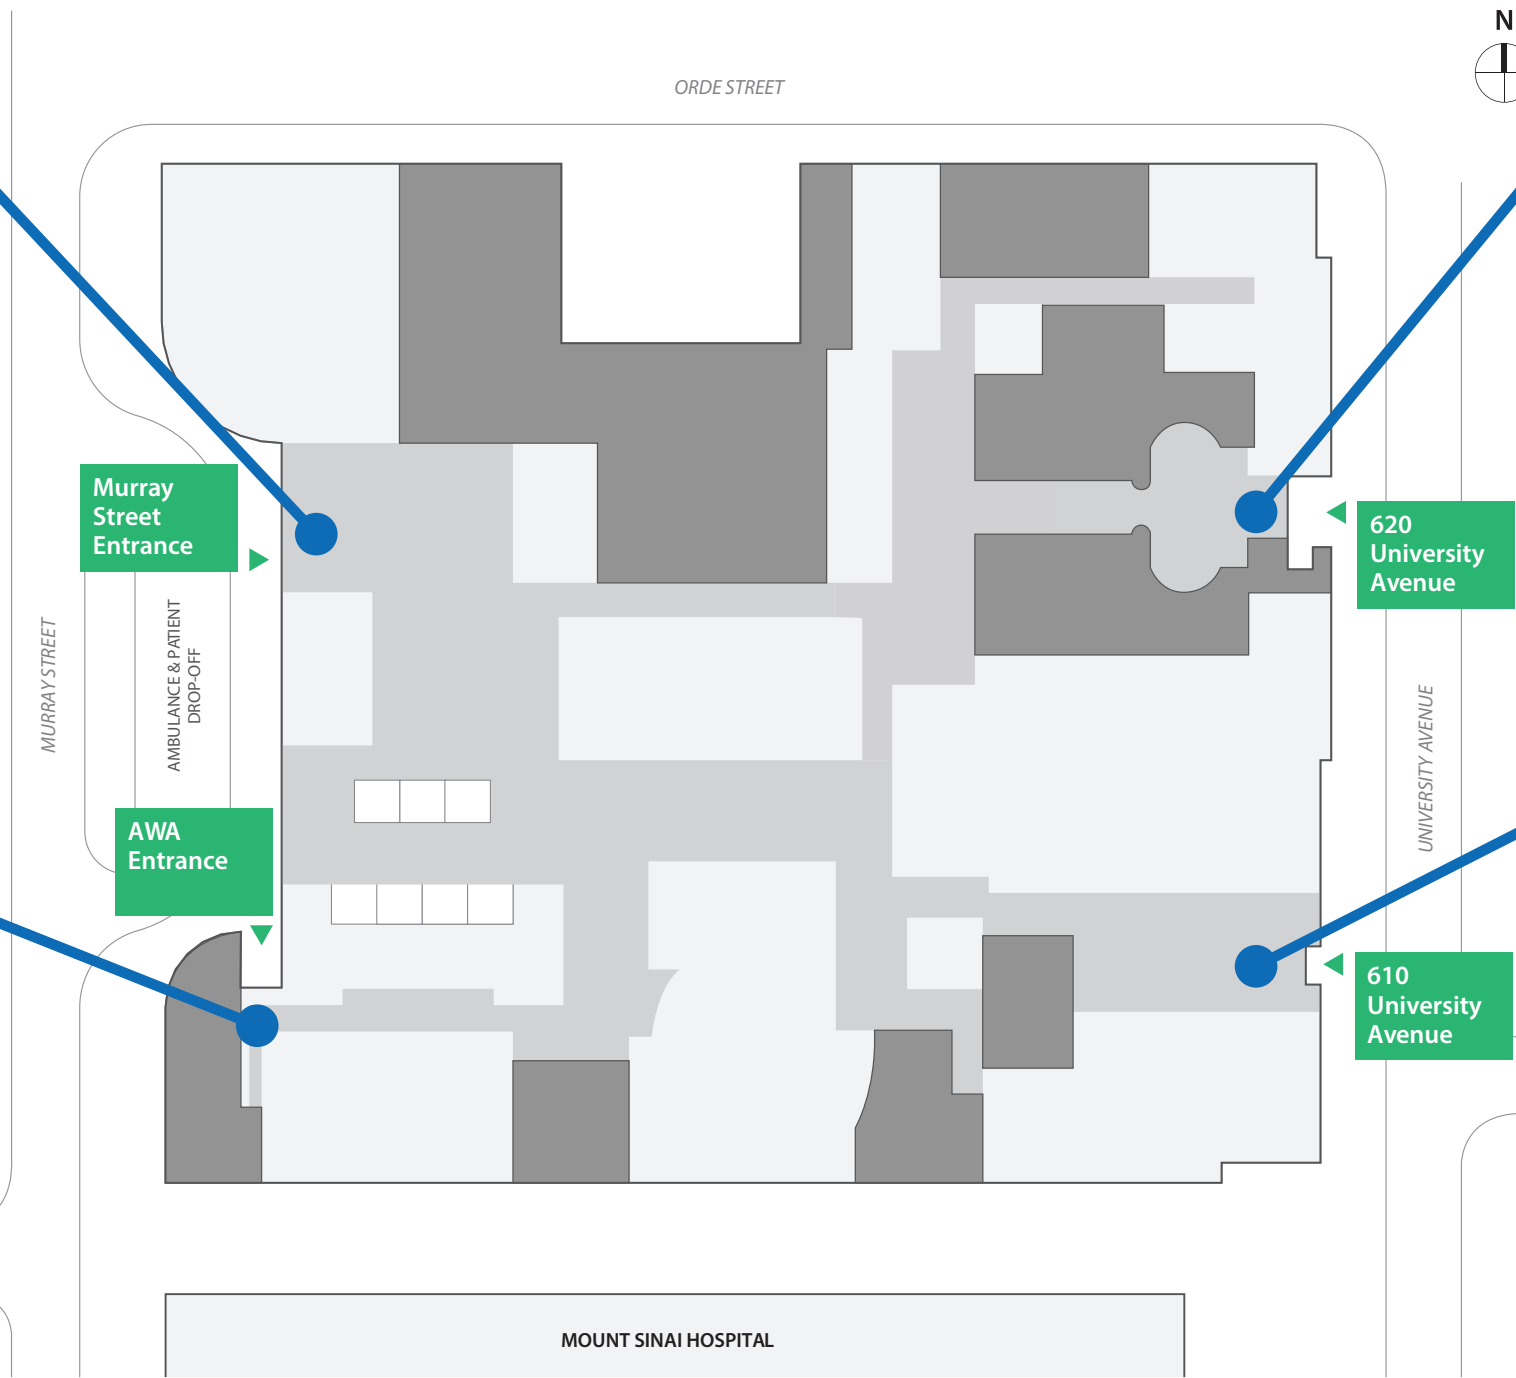 N
ORDE STREET
Murray
Street
Entrance
620
University
Avenue
MURRAY STREET
AMBULANCE & PATIENT
DROP-OFF
UNIVERSITY AVENUE
AWA
Entrance
610
University
Avenue
MOUNT SINAI HOSPITAL